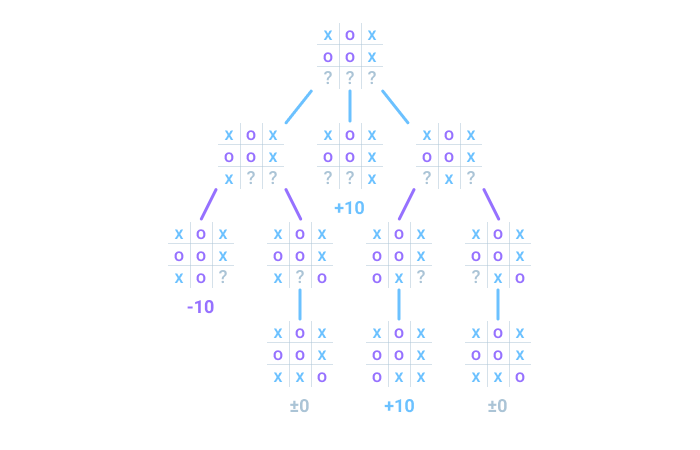 X O X
O O X
? ? ?
X O X
O O X
X ? ?
X O X
O O X
? ? X
+10
X O X
O O X
? X ?
X O X
O O X
X O ?
-10
X O X
O O X
X ? O
X O X
O O X
O X ?
X O X
O O X
? X O
X O X
O O X
X X O
±0
X O X
O O X
O X X
+10
X O X
O O X
X X O
±0